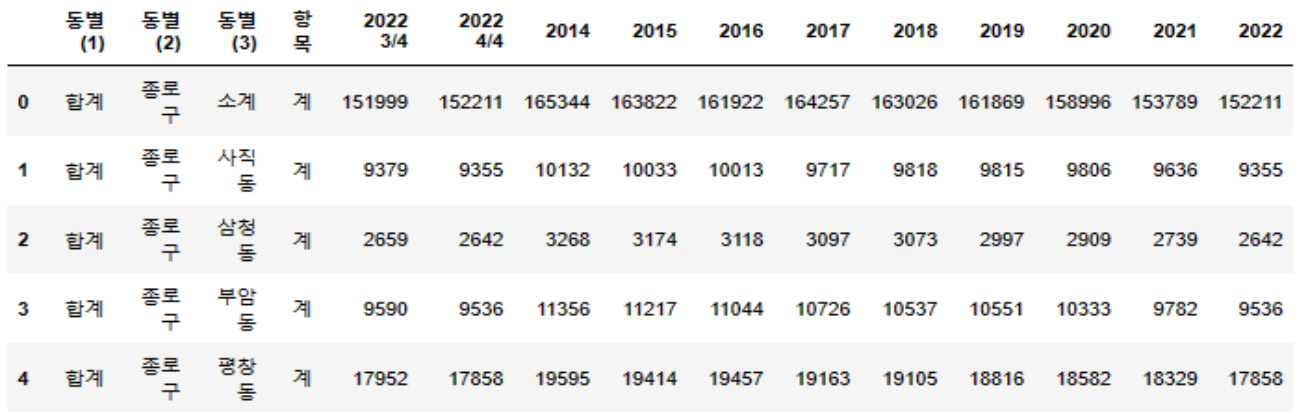 동별(1) 동별(2) 동별(3) 항목 2022 3/4 2022 4/4 2014 2015 2016 2017 2018 2019 2020 2021 2022
0 합계 종로구 소계 계 151999 152211 165344 163822 161922 164257 163026 161869 158996 153789 152211
1 합계 종로구 사직동 계 9379 9355 10132 10033 10013 9717 9818 9815 9806 9636 9355
2 합계 종로구 삼청동 계 2659 2642 3268 3174 3118 3097 3073 2997 2909 2739 2642
3 합계 종로구 부암동 계 9590 9536 11356 11217 11044 10726 10537 10551 10333 9782 9536
4 합계 종로구 평창동 계 17952 17858 19595 19414 19457 19163 19105 18816 18582 18329 17858